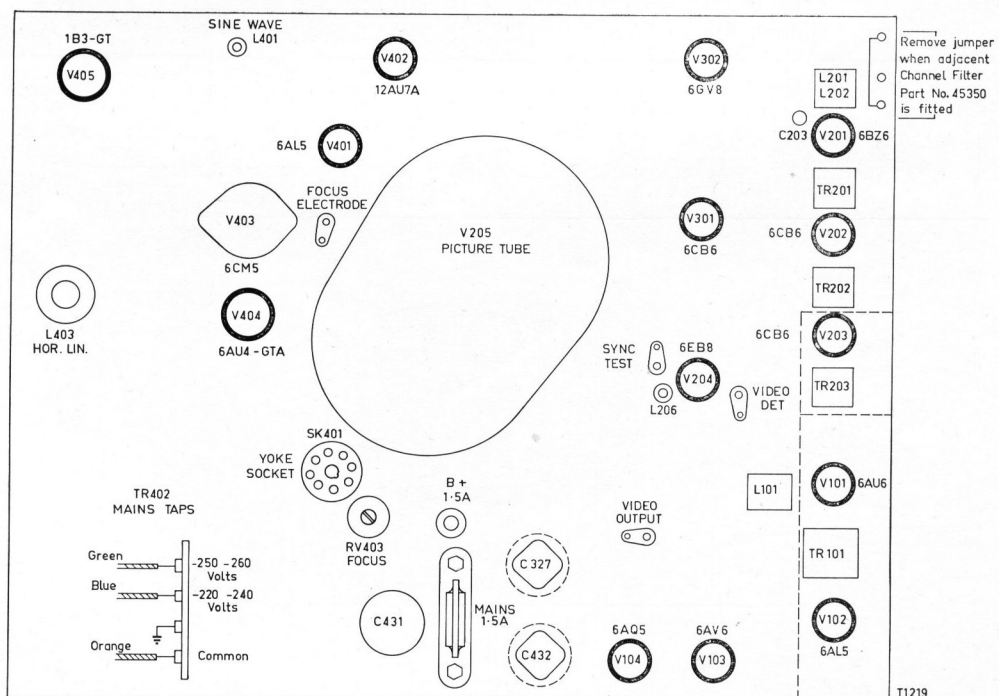 SINE WAVE
L401
1B3-GT
V405
V402
12AU7A
V302
6GV8
L201
L202
Remove jumper
when adjacent
Channel Filter
Part No. 45350
is fitted
C203
V201
6BZ6
6AL5
V401
FOCUS
ELECTRODE
V403
6CM5
V205
PICTURE TUBE
V301
6CB6
TR201
6CB6
V202
TR202
L403
HOR. LIN.
V404
6AU4-GTA
6CB6
V203
SYNC
TEST
6EB8
V204
L206
VIDEO
DET
TR203
SK401
YOKE
SOCKET
B+
1·5A
RV403
FOCUS
L101
V101
6AU6
VIDEO
OUTPUT
TR101
TR402
MAINS TAPS
Green
-250 -260
Volts
Blue
-220 -240
Volts
Orange
Common
C431
MAINS
1·5A
C327
C432
6AQ5
V104
6AV6
V103
V102
6AL5
T1219